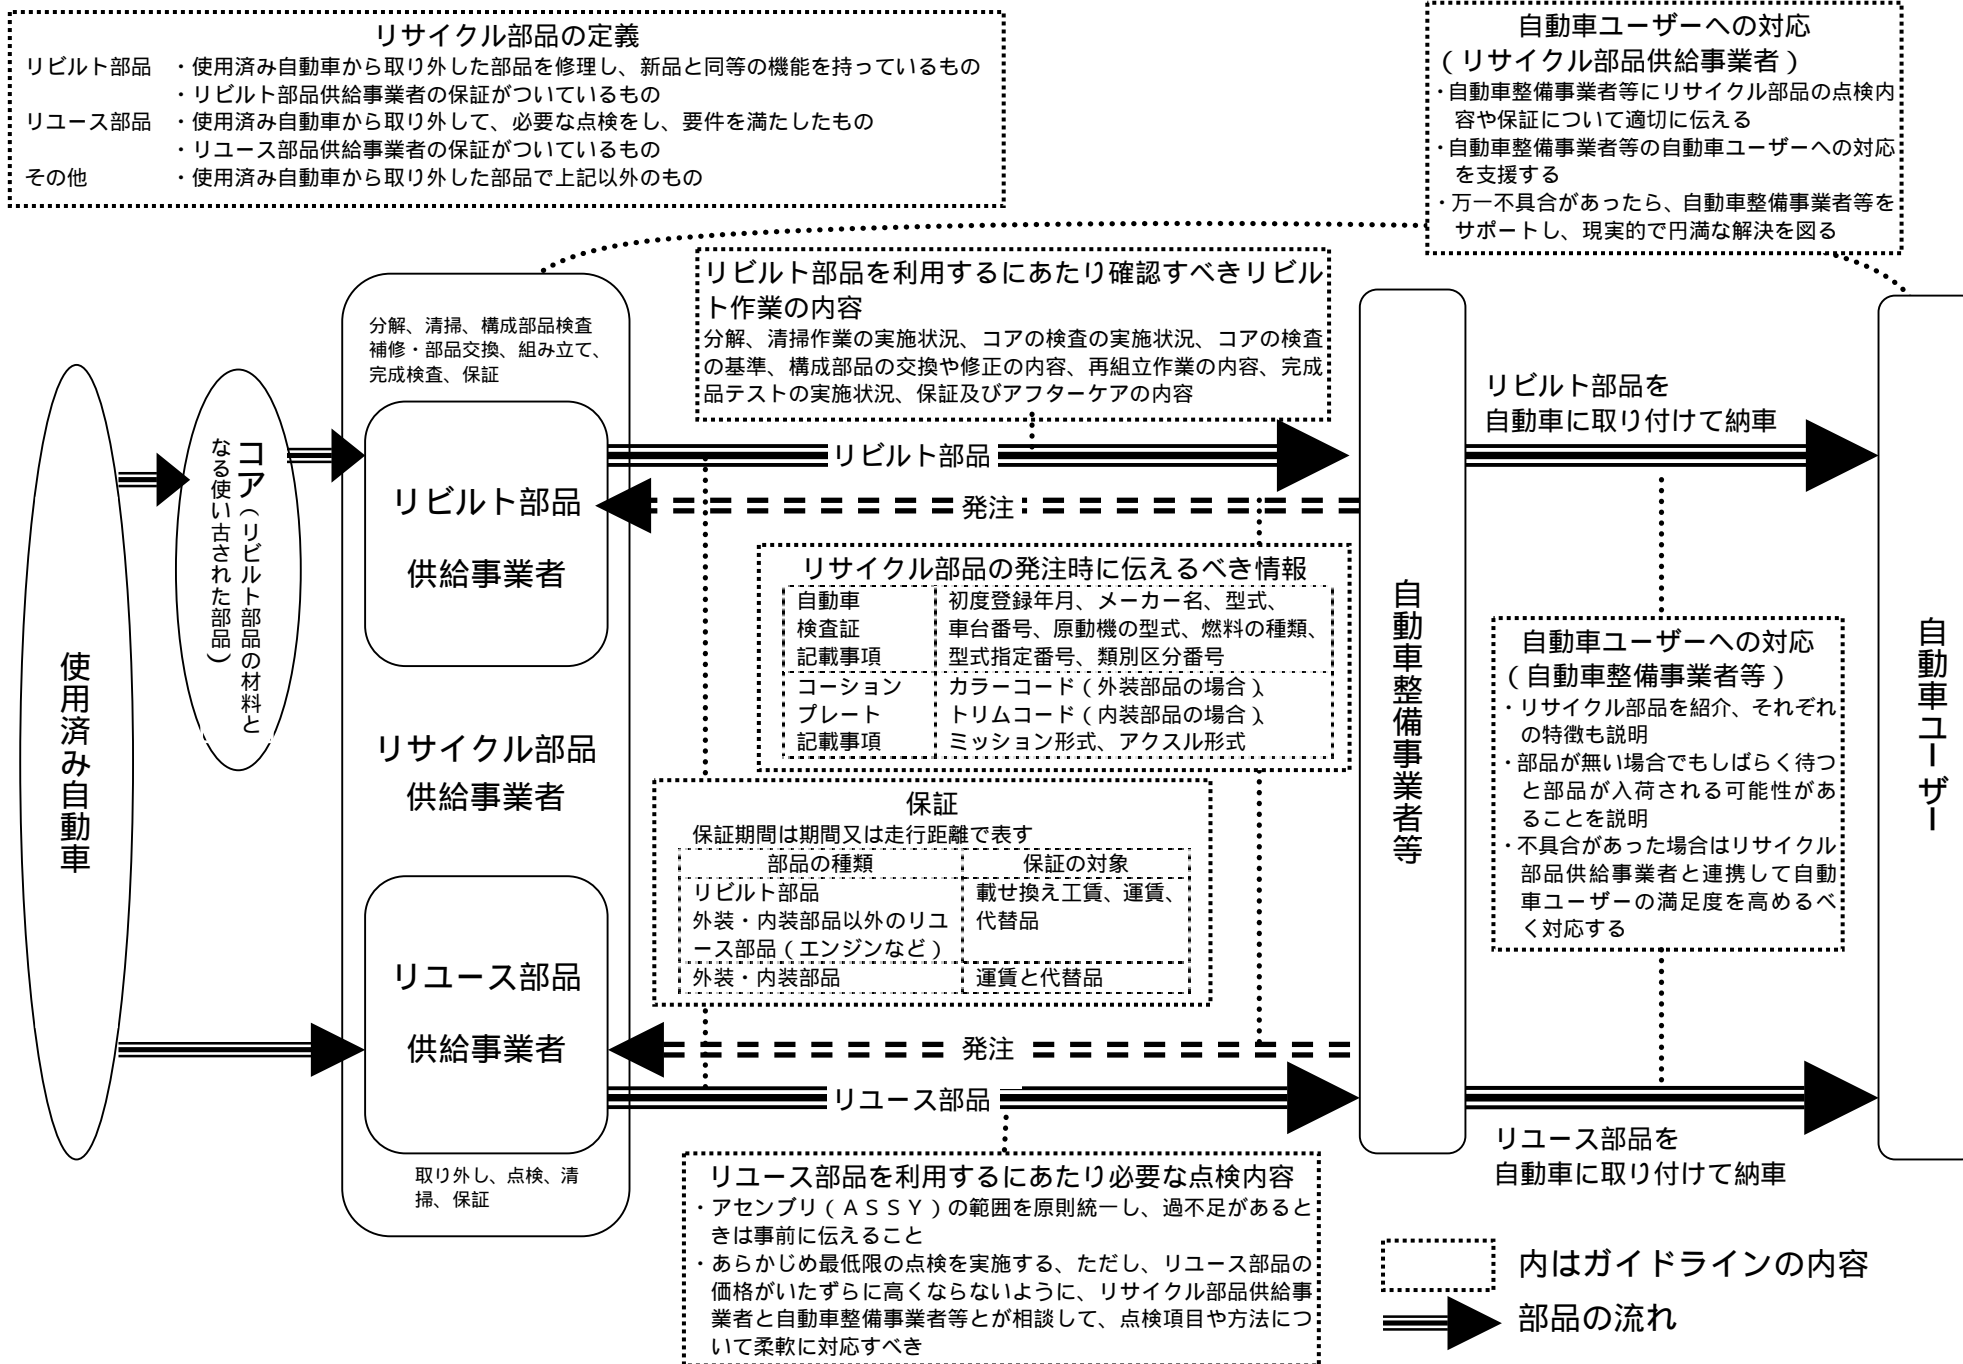 リサイクル部品の定義
リビルト部品 ・使用済み自動車から取り外した部品を修理し、新品と同等の機能を持っているもの
・リビルト部品供給事業者の保証がついているもの
リユース部品 ・使用済み自動車から取り外して、必要な点検をし、要件を満たしたもの
・リユース部品供給事業者の保証がついているもの
その他 ・使用済み自動車から取り外した部品で上記以外のもの
自動車ユーザーへの対応
(リサイクル部品供給事業者)
・自動車整備事業者等にリサイクル部品の点検内
容や保証について適切に伝える
・自動車整備事業者等の自動車ユーザーへの対応
を支援する
・万一不具合があったら、自動車整備事業者等を
サポートし、現実的で円満な解決を図る
使用済み自動車
コア(リビルト部品の材料と
なる使い古された部品)
分解、清掃、構成部品検査
補修・部品交換、組み立て、
完成検査、保証
リビルト部品
供給事業者
リサイクル部品
供給事業者
リユース部品
供給事業者
取り外し、点検、清
掃、保証
リビルト部品を利用するにあたり確認すべきリビル
ト作業の内容
分解、清掃作業の実施状況、コアの検査の実施状況、コアの検査
の基準、構成部品の交換や修正の内容、再組立作業の内容、完成
品テストの実施状況、保証及びアフターケアの内容
リビルト部品
発注
リサイクル部品の発注時に伝えるべき情報
自動車 初度登録年月、メーカー名、型式、
検査証 車台番号、原動機の型式、燃料の種類、
記載事項 型式指定番号、類別区分番号
コーション カラーコード(外装部品の場合)、
プレート トリムコード(内装部品の場合)、
記載事項 ミッション形式、アクスル形式
保証
保証期間は期間又は走行距離で表す
部品の種類 保証の対象
リビルト部品 載せ換え工賃、運賃、
外装・内装部品以外のリユ 代替品
ース部品(エンジンなど)
外装・内装部品 運賃と代替品
発注
リユース部品
リユース部品を利用するにあたり必要な点検内容
・アセンブリ(ASSY)の範囲を原則統一し、過不足があると
きは事前に伝えること
・あらかじめ最低限の点検を実施する、ただし、リユース部品の
価格がいたずらに高くならないように、リサイクル部品供給事
業者と自動車整備事業者等とが相談して、点検項目や方法につ
いて柔軟に対応すべき
自動車整備事業者等
リビルト部品を
自動車に取り付けて納車
自動車ユーザーへの対応
(自動車整備事業者等)
・リサイクル部品を紹介、それぞれ
の特徴も説明
・部品が無い場合でもしばらく待つ
と部品が入荷される可能性があ
ることを説明
・不具合があった場合はリサイクル
部品供給事業者と連携して自動
車ユーザーの満足度を高めるべ
く対応する
リユース部品を
自動車に取り付けて納車
自動車ユーザー
内はガイドラインの内容
部品の流れ